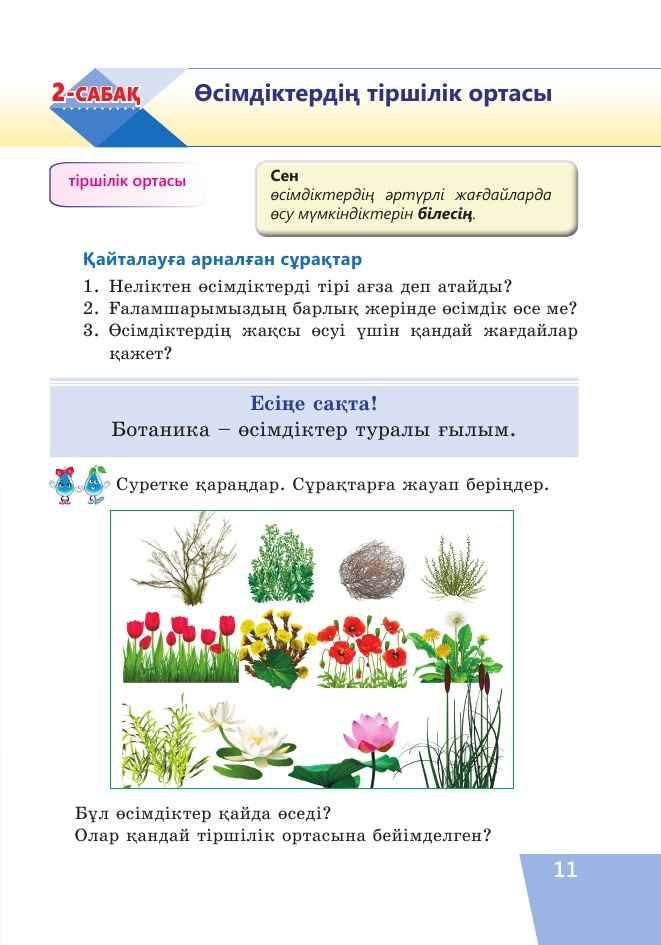 2-САБАҚ
Өсімдіктердің тіршілік ортасы
тіршілік ортасы
Сен
өсімдіктердің әртүрлі жағдайларда
өсу мүмкіндіктерін білесің.
Қайталауға арналған сұрақтар
1. Неліктен өсімдіктерді тірі ағза деп атайды?
2. Ғаламшарымыздың барлық жерінде өсімдік өсе ме?
3. Өсімдіктердің жақсы өсуі үшін қандай жағдайлар
қажет?
Есіңе сақта!
Ботаника – өсімдіктер туралы ғылым.
Суретке қараңдар. Сұрақтарға жауап беріңдер.
Бұл өсімдіктер қайда өседі?
Олар қандай тіршілік ортасына бейімделген?
11